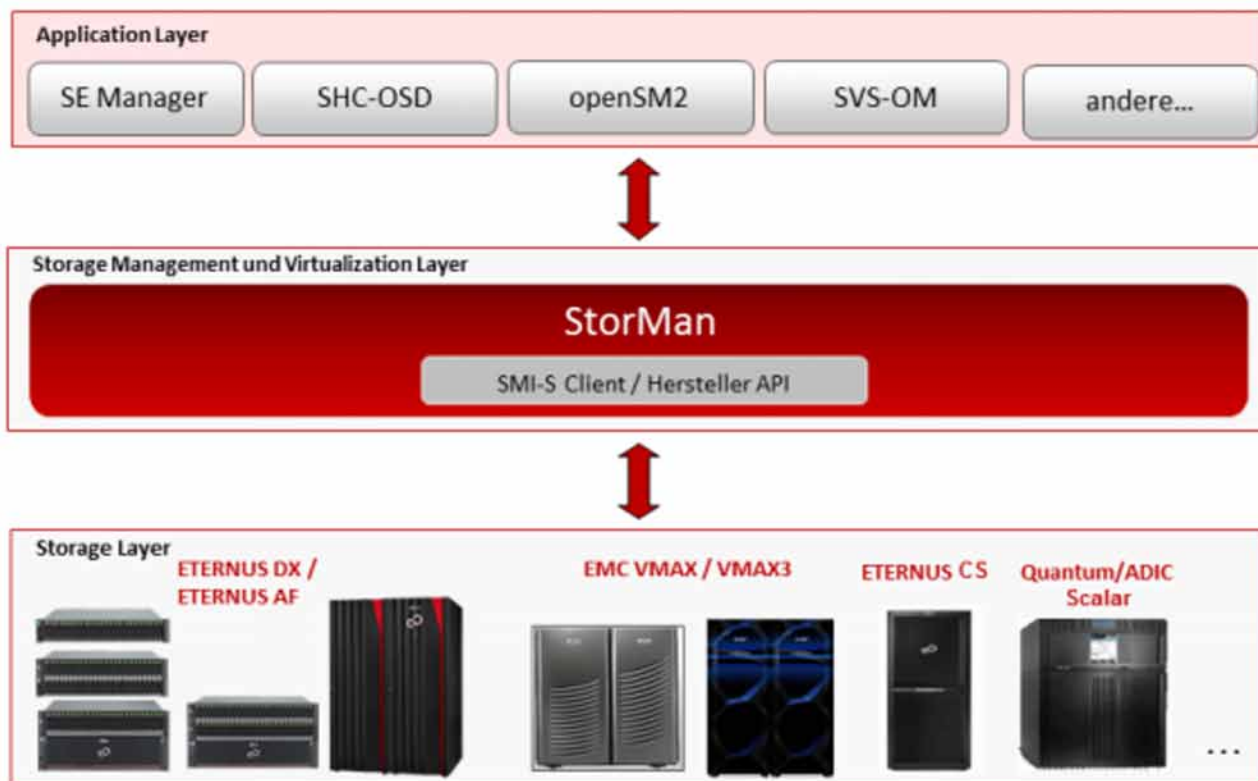 Application Layer
SE Manager
SHC-OSD
openSM2
SVS-OM
andere...
Storage Management und Virtualization Layer
StorMan
SMI-S Client / Hersteller API
Storage Layer
ETERNUS DX /
ETERNUS AF
EMC VMAX / VMAX3
ETERNUS CS
Quantum/ADIC
Scalar
...